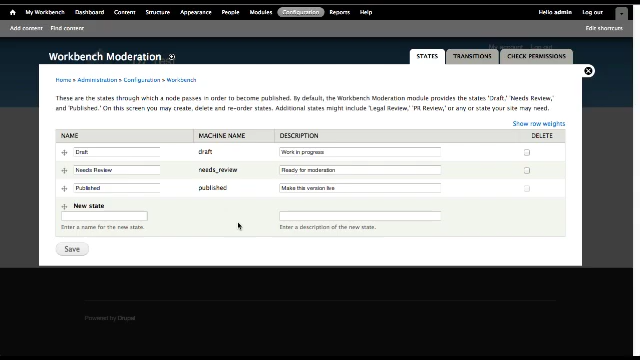 My Workbench Dashboard Content Structure Appearance People Modules Configuration Reports Help Hello admin Log out
Add content Find content Edit shortcuts
My account Log out
Workbench Moderation STATES TRANSITIONS CHECK PERMISSIONS
Home » Administration » Configuration » Workbench
These are the states through which a node passes in order to become published. By default, the Workbench Moderation module provides the states 'Draft,' 'Needs Review,'
and 'Published.' On this screen you may create, delete and re-order states. Additional states might include 'Legal Review,' 'PR Review,' or any or state your site may need.
Show row weights
NAME MACHINE NAME DESCRIPTION DELETE
Draft draft Work in progress
Needs Review needs_review Ready for moderation
Published published Make this version live
New state
Enter a name for the new state. Enter a description of the new state.
Save
Powered by Drupal